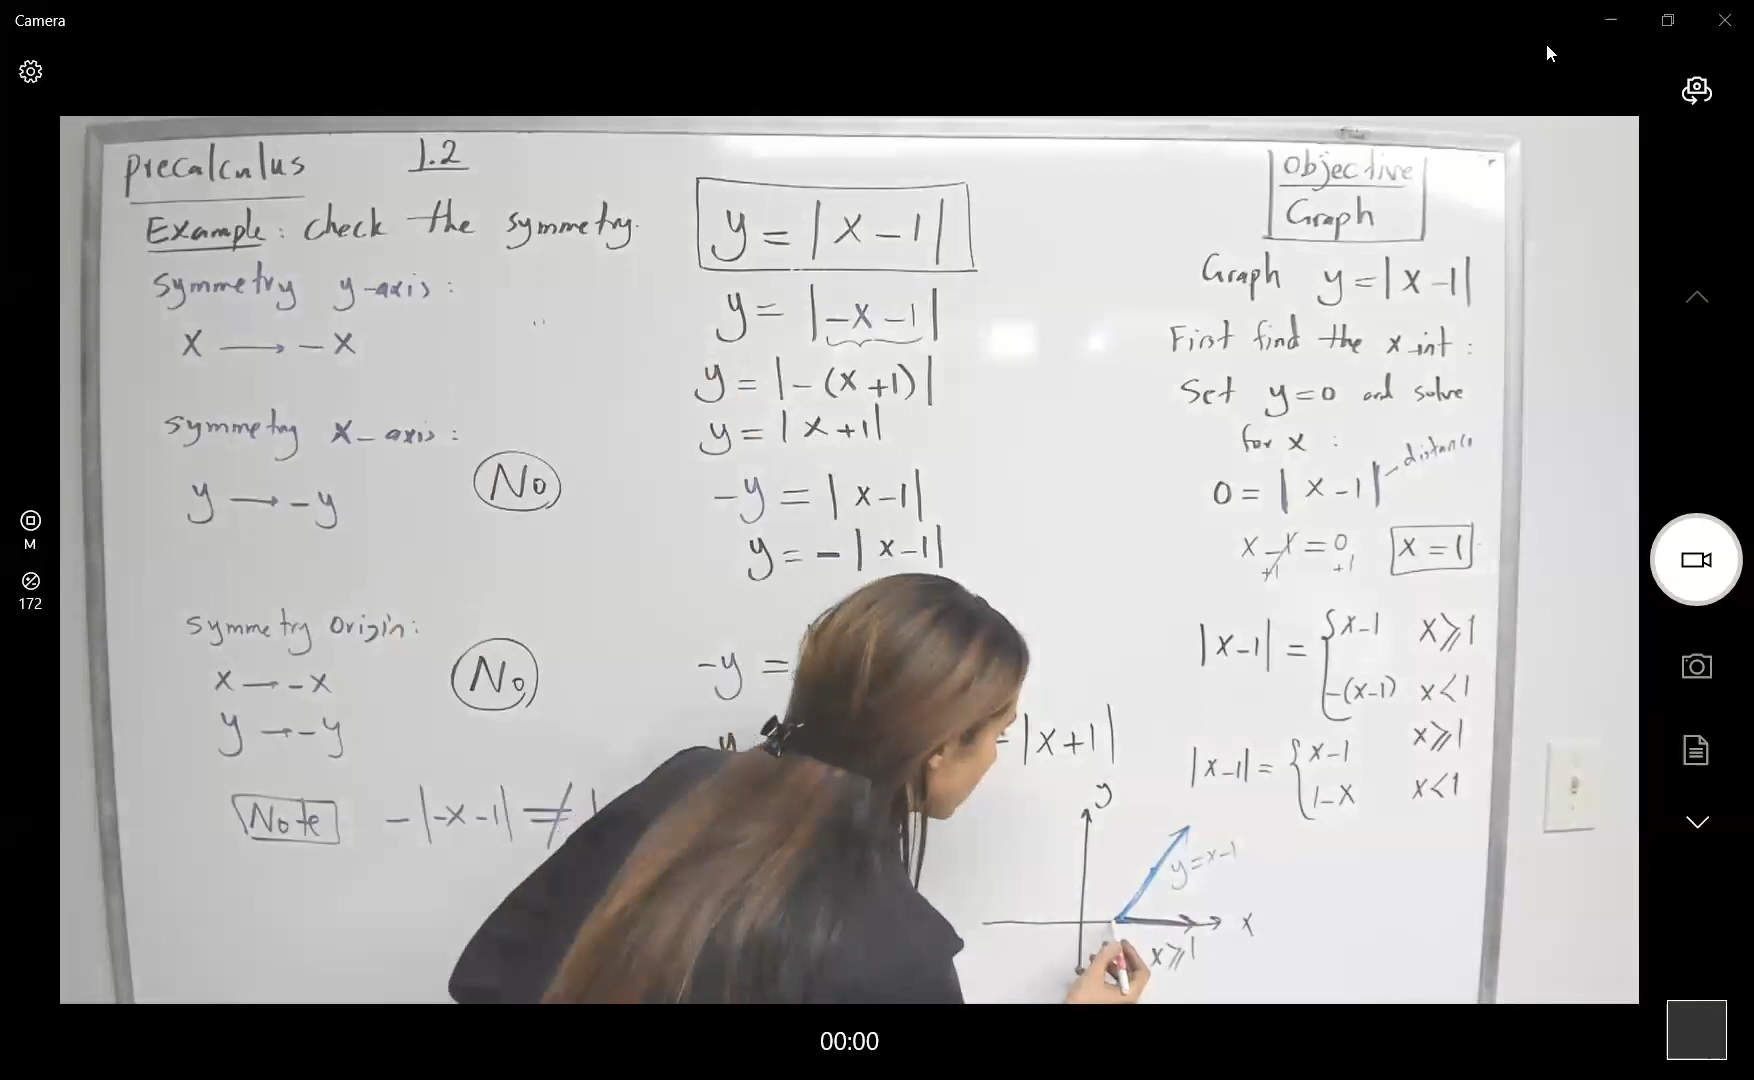 Camera
Precalculus 1.2
Example: check the symmetry.
y = |x-1|
symmetry y-axis:
x → -x
y = |-x-1|
y = |-(x+1)|
y = |x+1|
symmetry x-axis:
y → -y
No
-y = |x-1|
y = -|x-1|
symmetry Origin:
x → -x
y → -y
No
-y =
y
-|x+1|
Note -|-x-1| ≠ |
Objective
Graph
Graph y = |x-1|
First find the x-int:
Set y=0 and solve
for x :
0 = |x-1| distance
x-1 = 0
+1 +1
x = 1
|x-1| = { x-1 x⩾1
-(x-1) x<1
|x-1| = { x-1 x⩾1
1-x x<1
y
y=x-1
x
x⩾1
M
172
00:00